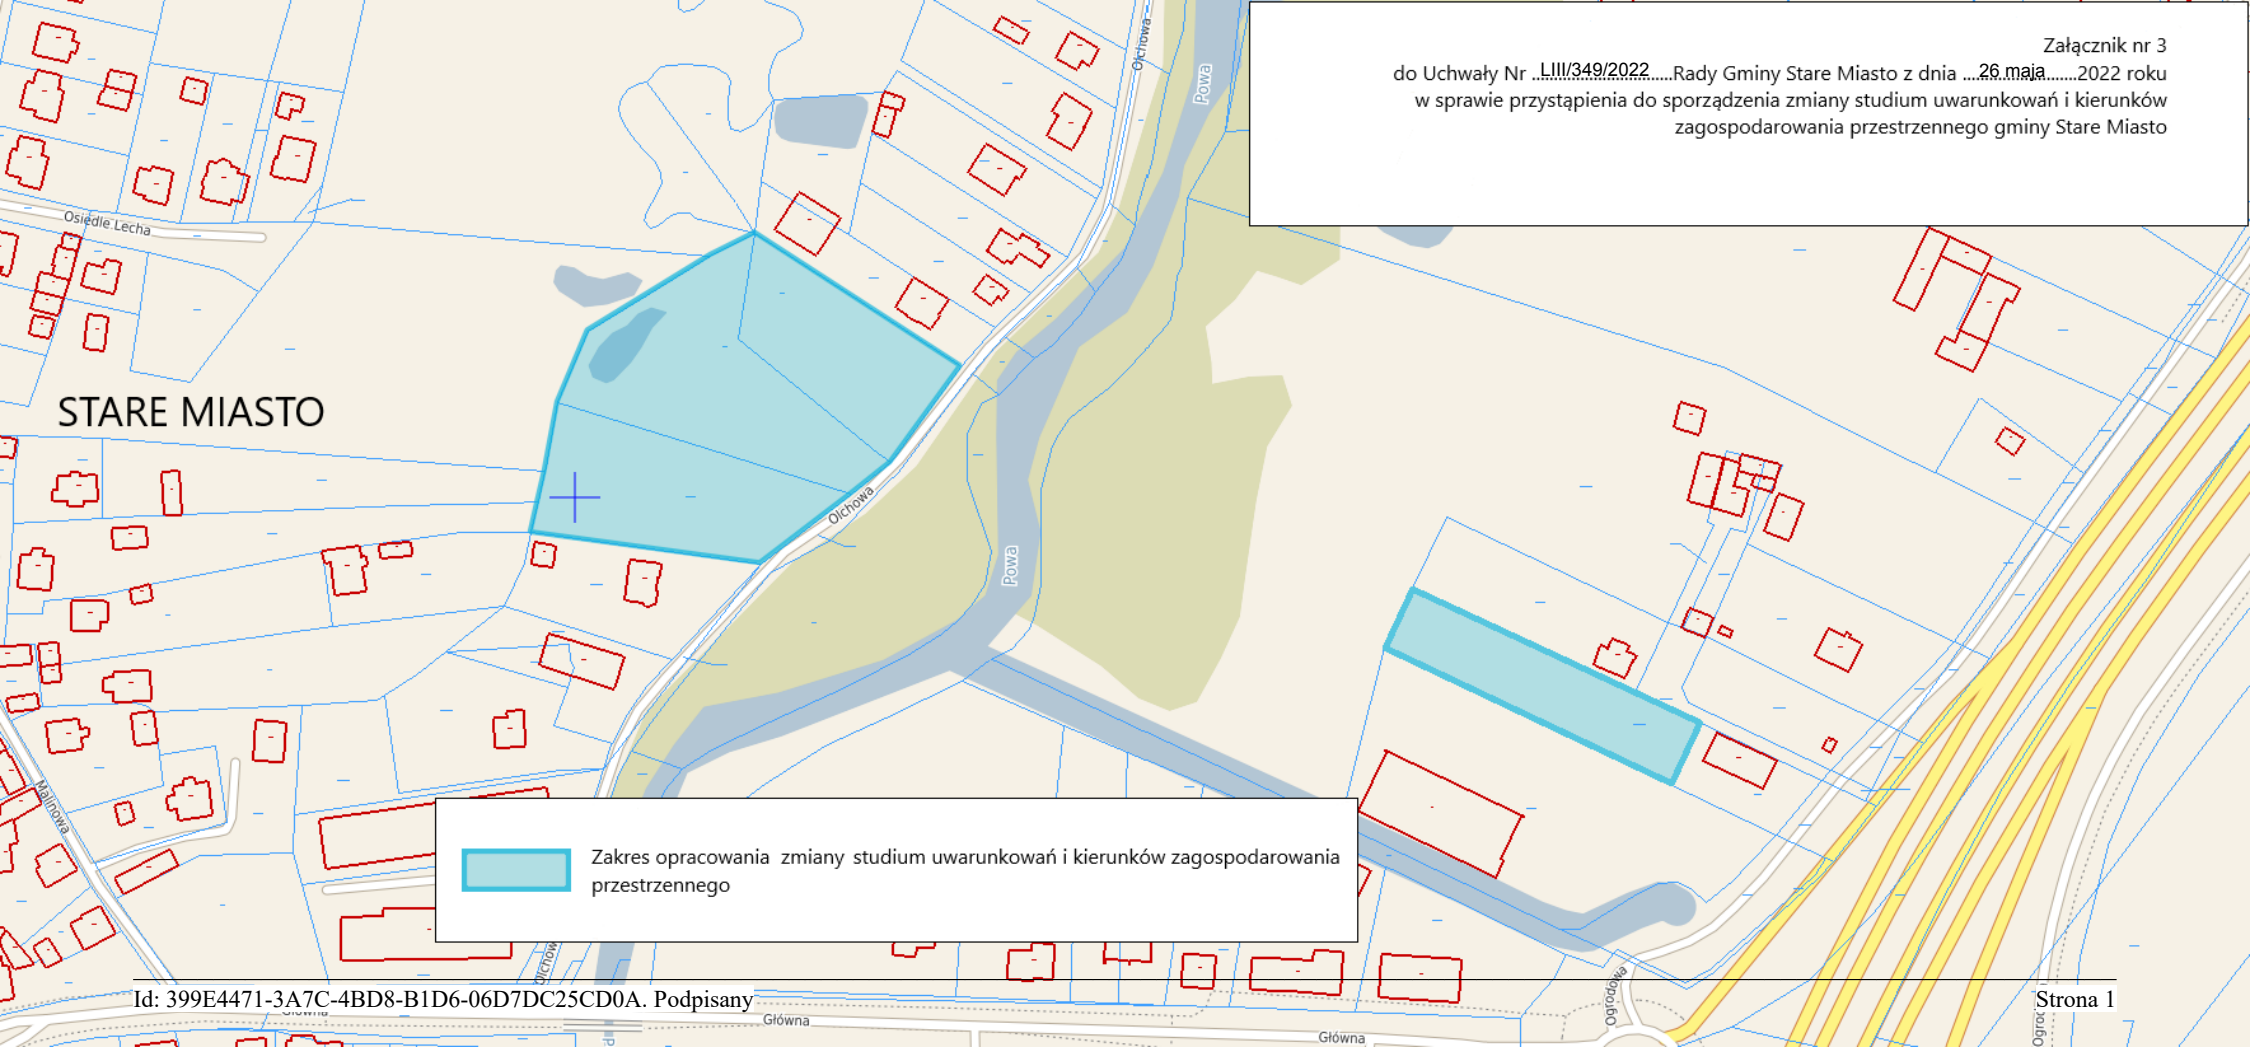 Załącznik nr 3
do Uchwały Nr ..LIII/349/2022.....Rady Gminy Stare Miasto z dnia ....26 maja.......2022 roku
w sprawie przystąpienia do sporządzenia zmiany studium uwarunkowań i kierunków
zagospodarowania przestrzennego gminy Stare Miasto
Olchowa
Powa
Osiedle Lecha
STARE MIASTO
Olchowa
Powa
Malinowa
Zakres opracowania zmiany studium uwarunkowań i kierunków zagospodarowania
przestrzennego
Olchowa
Ogrodowa
Id: 399E4471-3A7C-4BD8-B1D6-06D7DC25CD0A. Podpisany
Strona 1
Główna
Główna
Główna